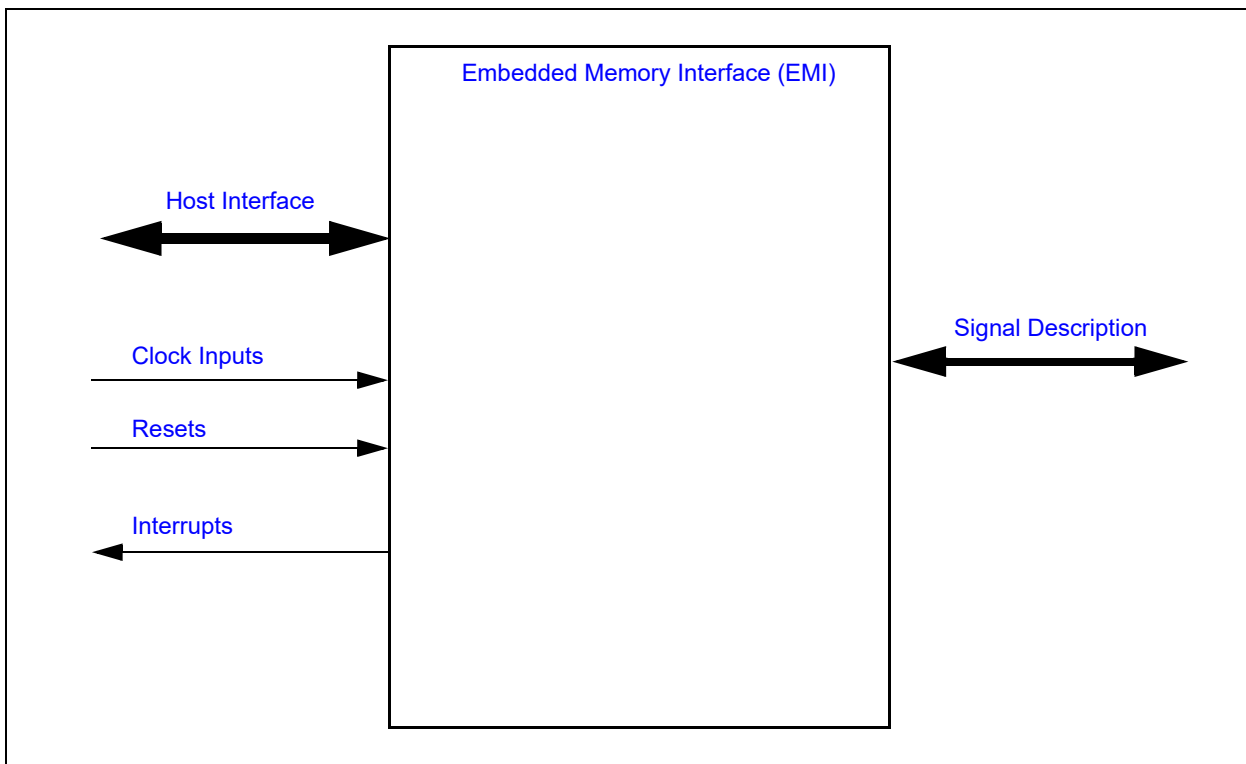 Embedded Memory Interface (EMI)
Host Interface
Signal Description
Clock Inputs
Resets
Interrupts